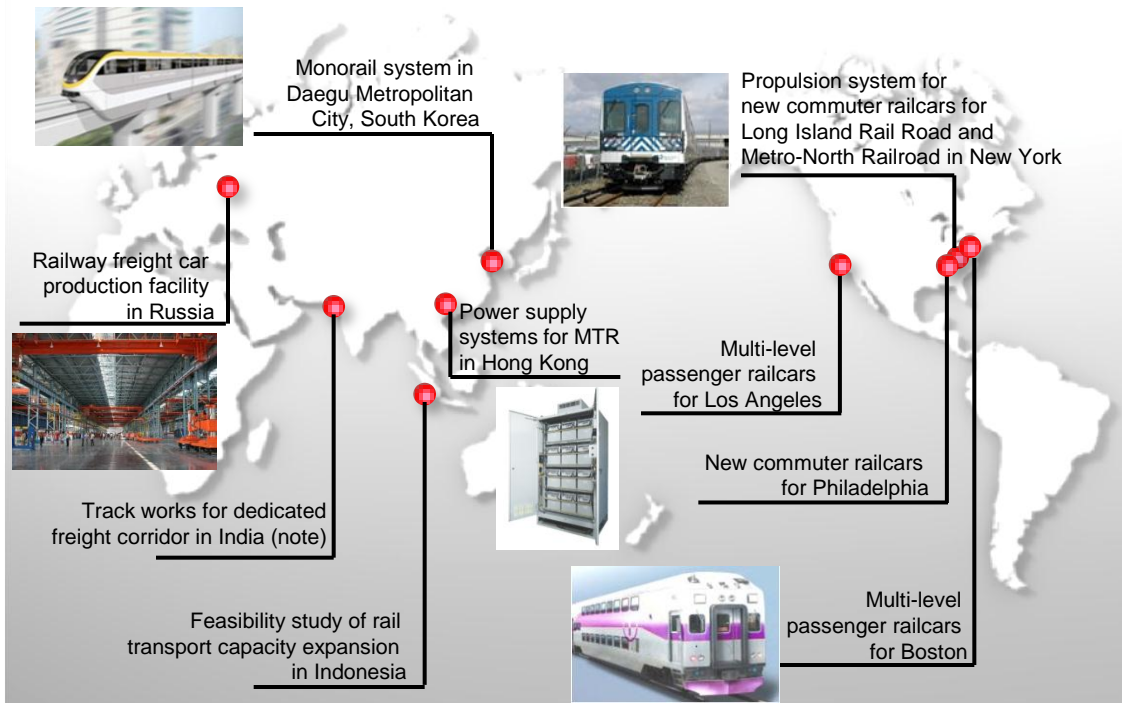 Monorail system in
Daegu Metropolitan
City, South Korea
Propulsion system for
new commuter railcars for
Long Island Rail Road and
Metro-North Railroad in New York
Railway freight car
production facility
in Russia
Power supply
systems for MTR
in Hong Kong
Multi-level
passenger railcars
for Los Angeles
New commuter railcars
for Philadelphia
Track works for dedicated
freight corridor in India (note)
Feasibility study of rail
transport capacity expansion
in Indonesia
Multi-level
passenger railcars
for Boston